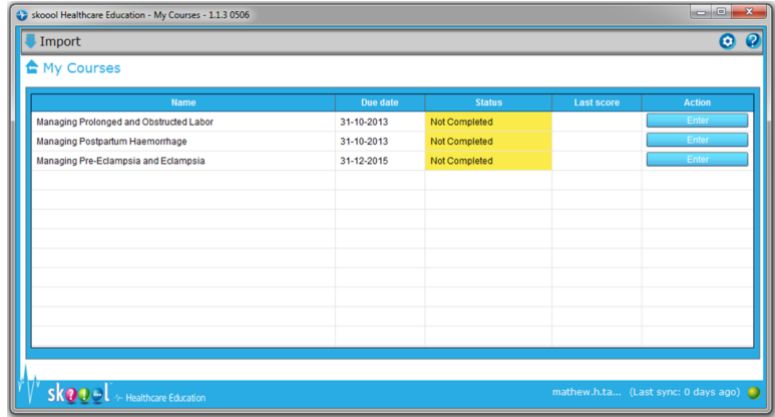 skoool Healthcare Education - My Courses - 1.1.3 0506
Import
My Courses
Name Due date Status Last score Action
Managing Prolonged and Obstructed Labor 31-10-2013 Not Completed Enter
Managing Postpartum Haemorrhage 31-10-2013 Not Completed Enter
Managing Pre-Eclampsia and Eclampsia 31-12-2015 Not Completed Enter
skoool Healthcare Education mathew.h.ta... (Last sync: 0 days ago)